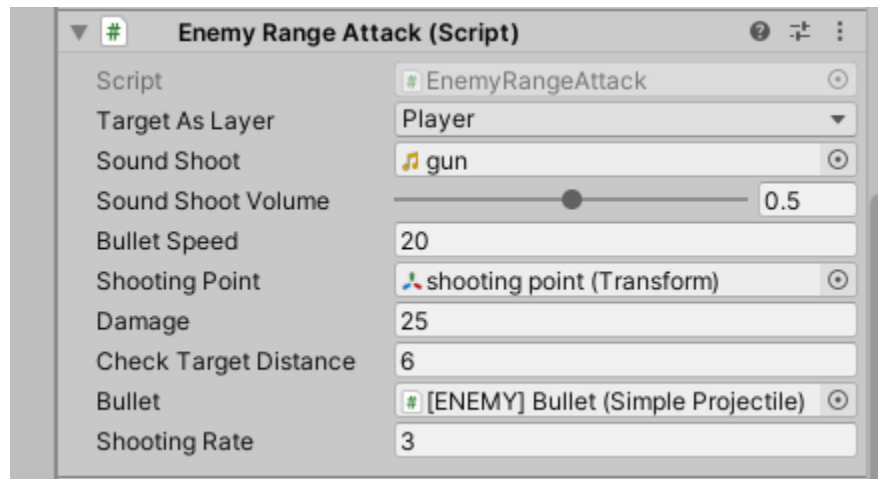 Enemy Range Attack (Script)
Script EnemyRangeAttack
Target As Layer Player
Sound Shoot gun
Sound Shoot Volume 0.5
Bullet Speed 20
Shooting Point shooting point (Transform)
Damage 25
Check Target Distance 6
Bullet [ENEMY] Bullet (Simple Projectile)
Shooting Rate 3